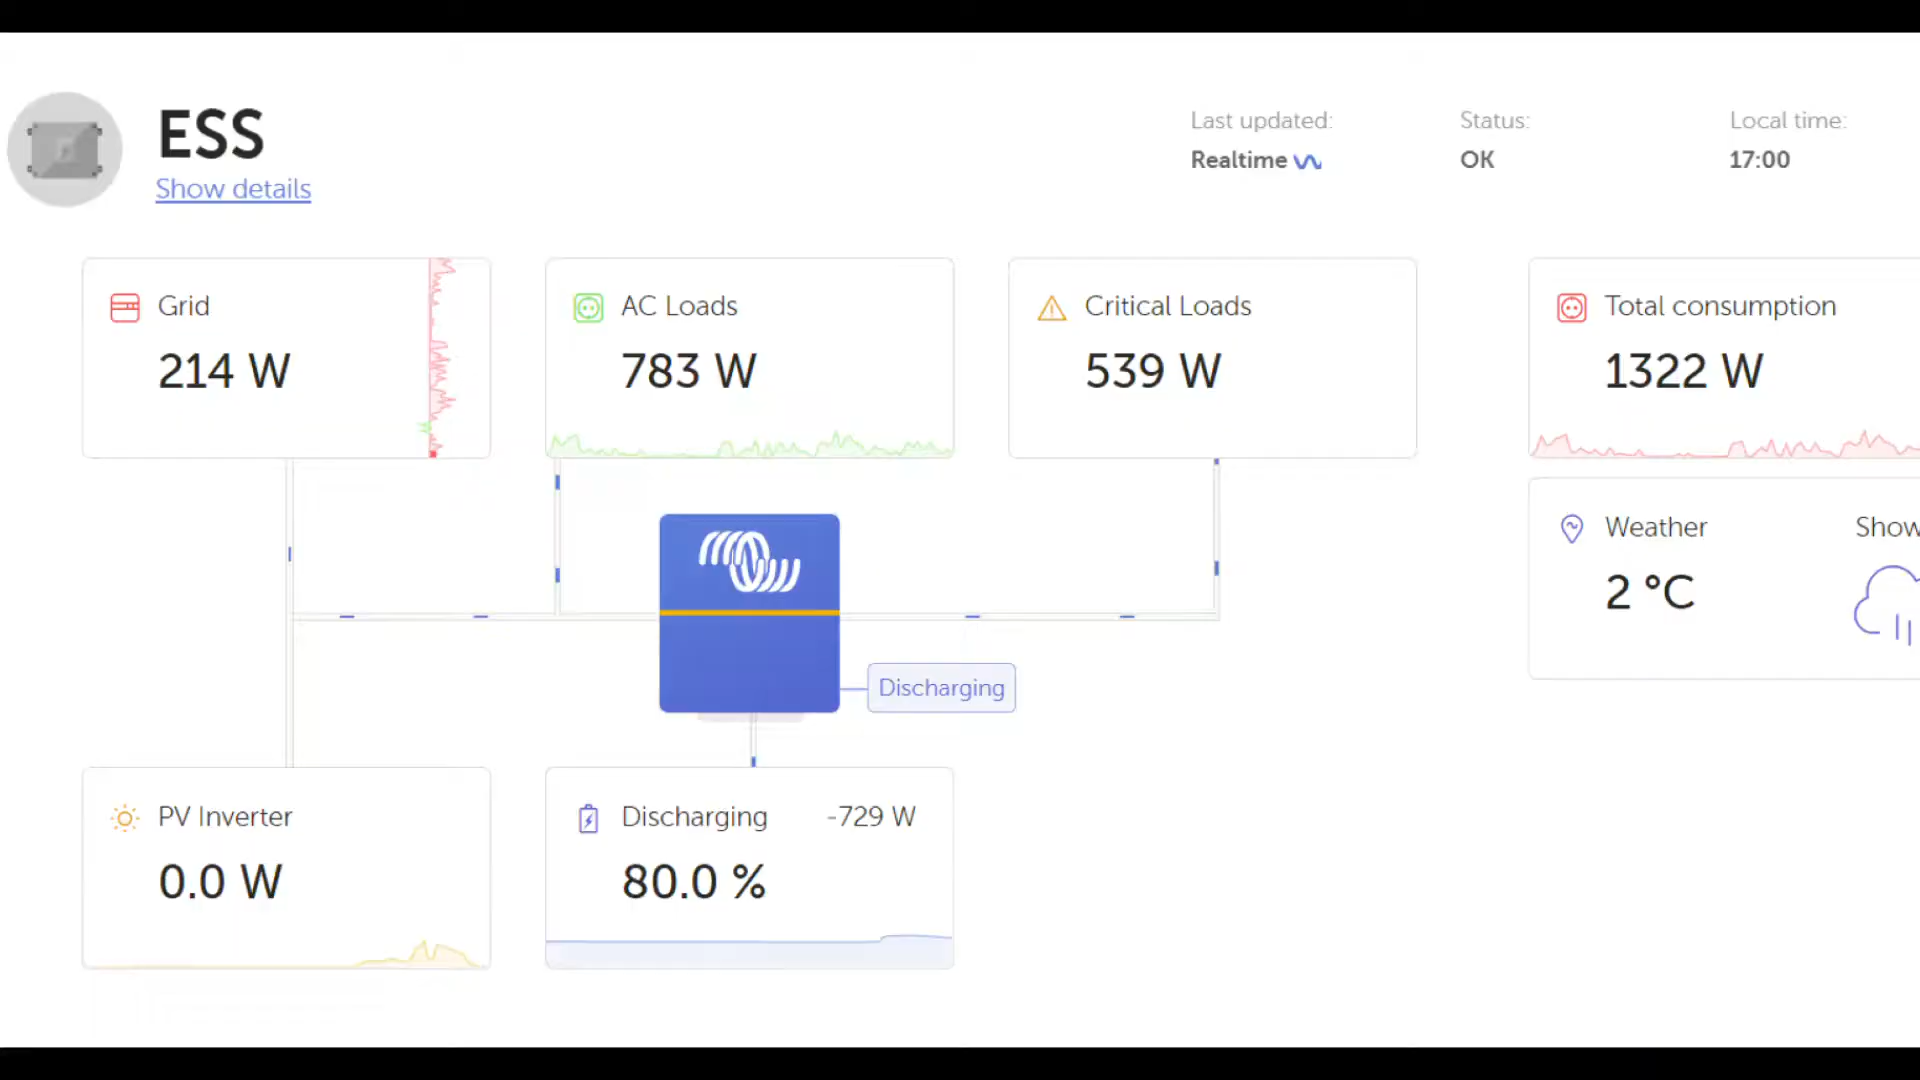 ESS
Show details
Last updated:
Realtime
Status:
OK
Local time:
17:00
Grid
214 W
AC Loads
783 W
Critical Loads
539 W
Total consumption
1322 W
Weather
Show
2 °C
Discharging
PV Inverter
0.0 W
Discharging -729 W
80.0 %